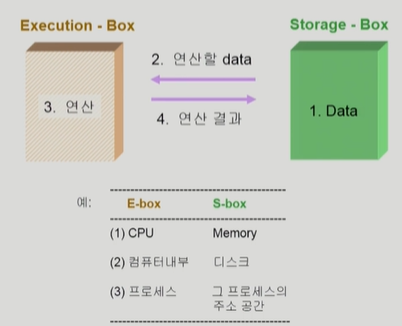 Execution - Box
Storage - Box
2. 연산할 data
3. 연산
1. Data
4. 연산 결과
예:
E-box S-box
(1) CPU Memory
(2) 컴퓨터내부 디스크
(3) 프로세스 그 프로세스의
주소 공간